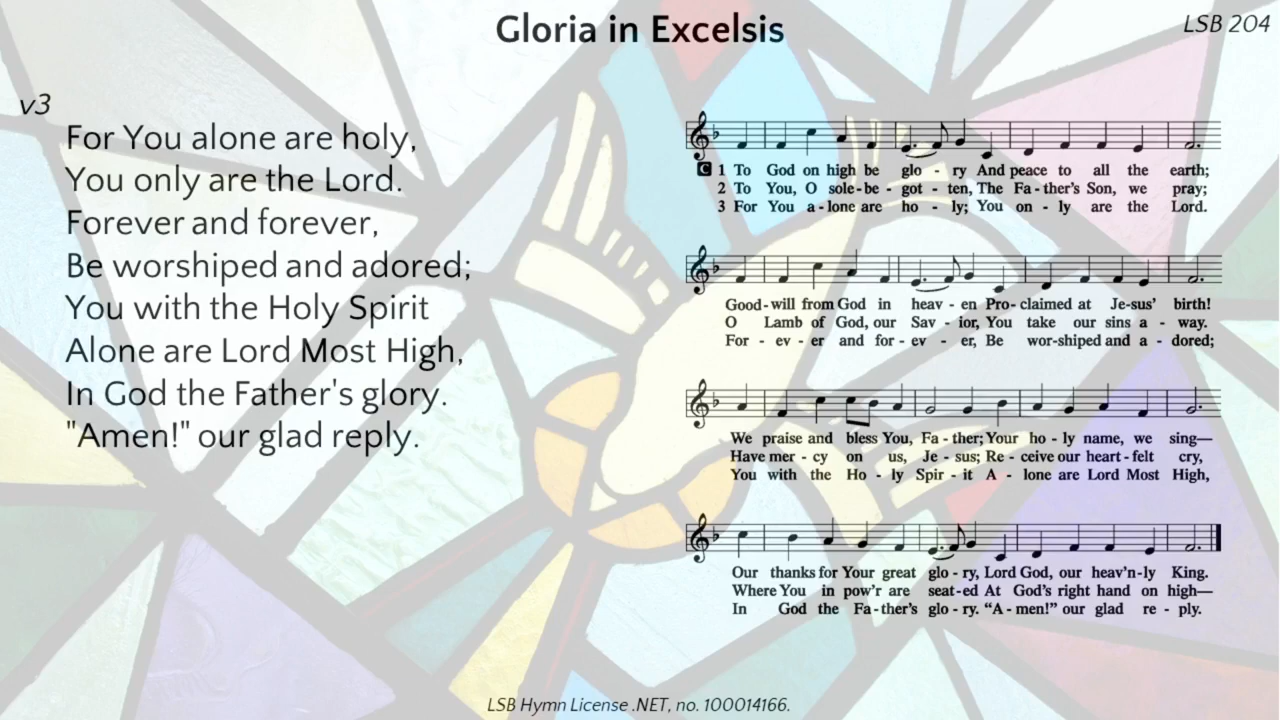 Gloria in Excelsis
LSB 204
v3
For You alone are holy,
You only are the Lord.
Forever and forever,
Be worshiped and adored;
You with the Holy Spirit
Alone are Lord Most High,
In God the Father's glory.
"Amen!" our glad reply.
C 1 To God on high be glo - ry And peace to all the earth;
2 To You, O sole - be - got - ten, The Fa - ther's Son, we pray;
3 For You a - lone are ho - ly; You on - ly are the Lord.
Good - will from God in heav - en Pro - claimed at Je - sus' birth!
O Lamb of God, our Sav - ior, You take our sins a - way.
For - ev - er and for - ev - er, Be wor - shiped and a - dored;
We praise and bless You, Fa - ther; Your ho - ly name, we sing—
Have mer - cy on us, Je - sus; Re - ceive our heart - felt cry,
You with the Ho - ly Spir - it A - lone are Lord Most High,
Our thanks for Your great glo - ry, Lord God, our heav'n - ly King.
Where You in pow'r are seat - ed At God's right hand on high—
In God the Fa - ther's glo - ry. “A - men!” our glad re - ply.
LSB Hymn License .NET, no. 100014166.